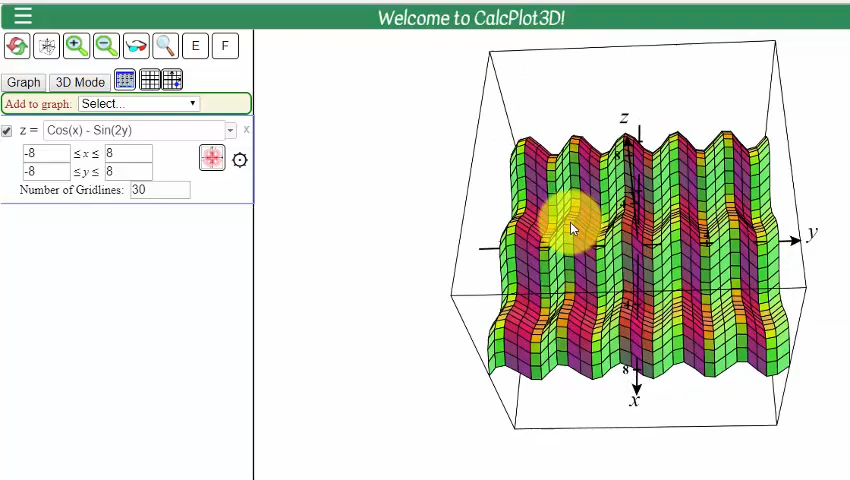 Welcome to CalcPlot3D!
E F
Graph 3D Mode
Add to graph: Select...
z = Cos(x) - Sin(2y) x
-8 ≤ x ≤ 8
-8 ≤ y ≤ 8
Number of Gridlines: 30
z
8
y
8
x